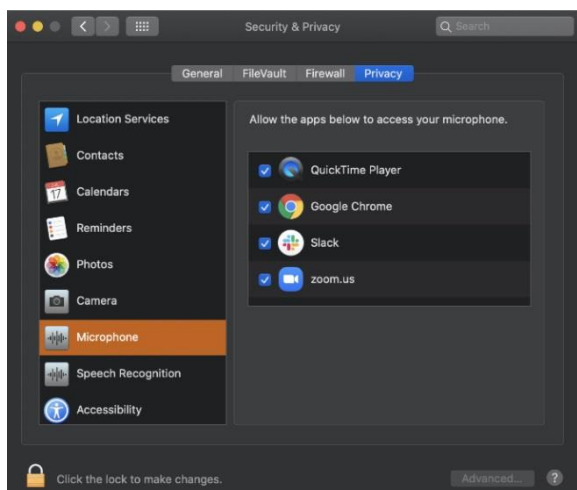 Security & Privacy
Search
General FileVault Firewall Privacy
Location Services
Contacts
17
Calendars
Reminders
Photos
Camera
Microphone
Speech Recognition
Accessibility
Allow the apps below to access your microphone.
QuickTime Player
Google Chrome
Slack
zoom.us
Click the lock to make changes.
Advanced...
?